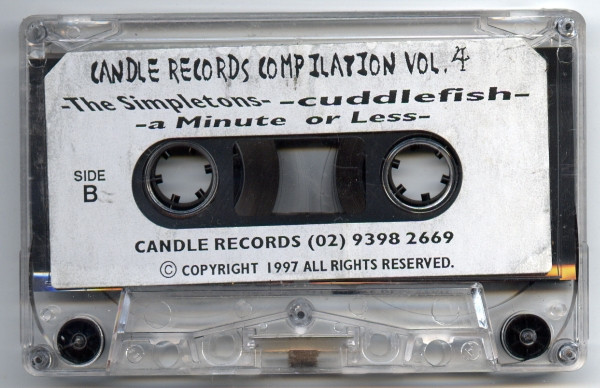 CANDLE RECORDS COMPILATION VOL. 4
-The Simpletons- -cuddlefish-
-a Minute or Less-
SIDE
B
CANDLE RECORDS (02) 9398 2669
© COPYRIGHT 1997 ALL RIGHTS RESERVED.